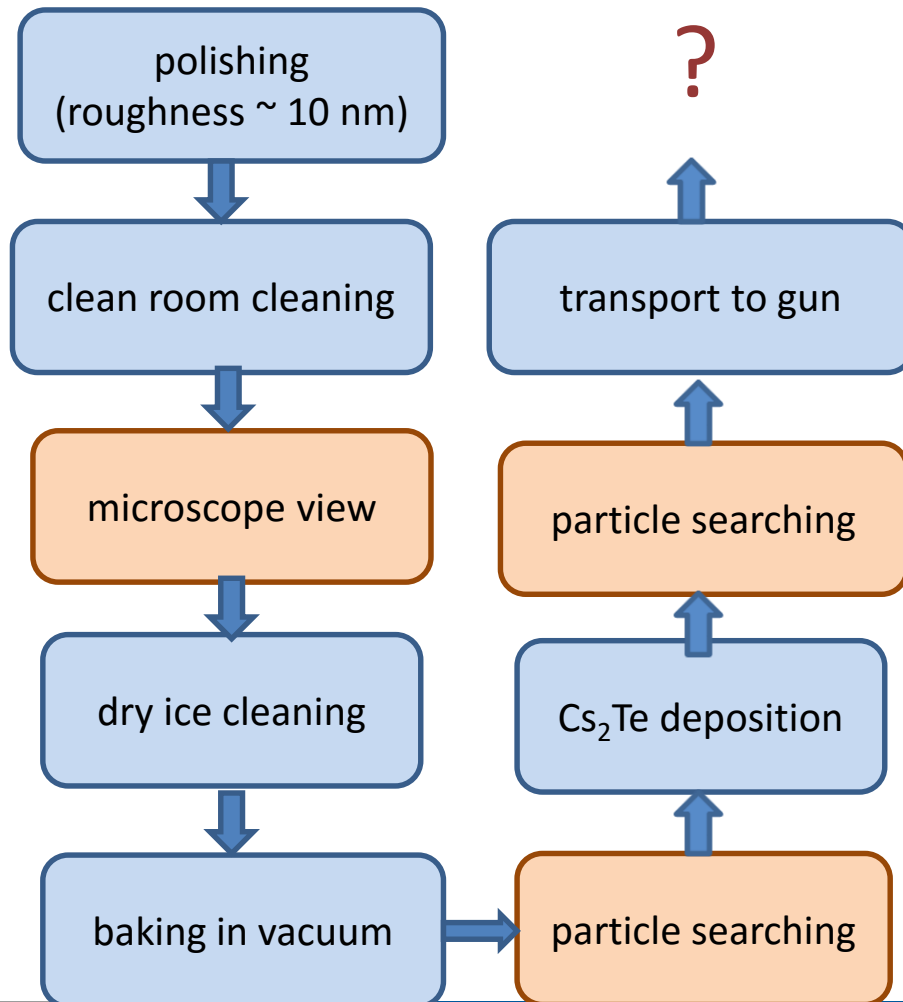 polishing
(roughness ~ 10 nm)
clean room cleaning
microscope view
dry ice cleaning
baking in vacuum
particle searching
Cs₂Te deposition
particle searching
transport to gun
?